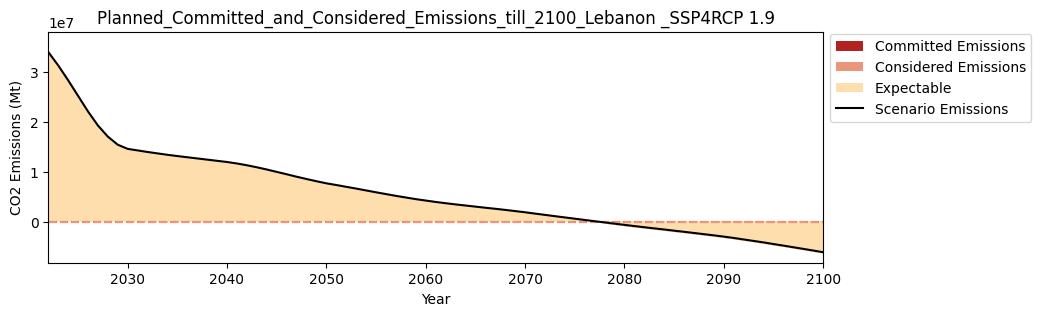 Planned_Committed_and_Considered_Emissions_till_2100_Lebanon _SSP4RCP 1.9
1e7
CO2 Emissions (Mt)
3
2
1
0
2030 2040 2050 2060 2070 2080 2090 2100
Year
Committed Emissions
Considered Emissions
Expectable
Scenario Emissions